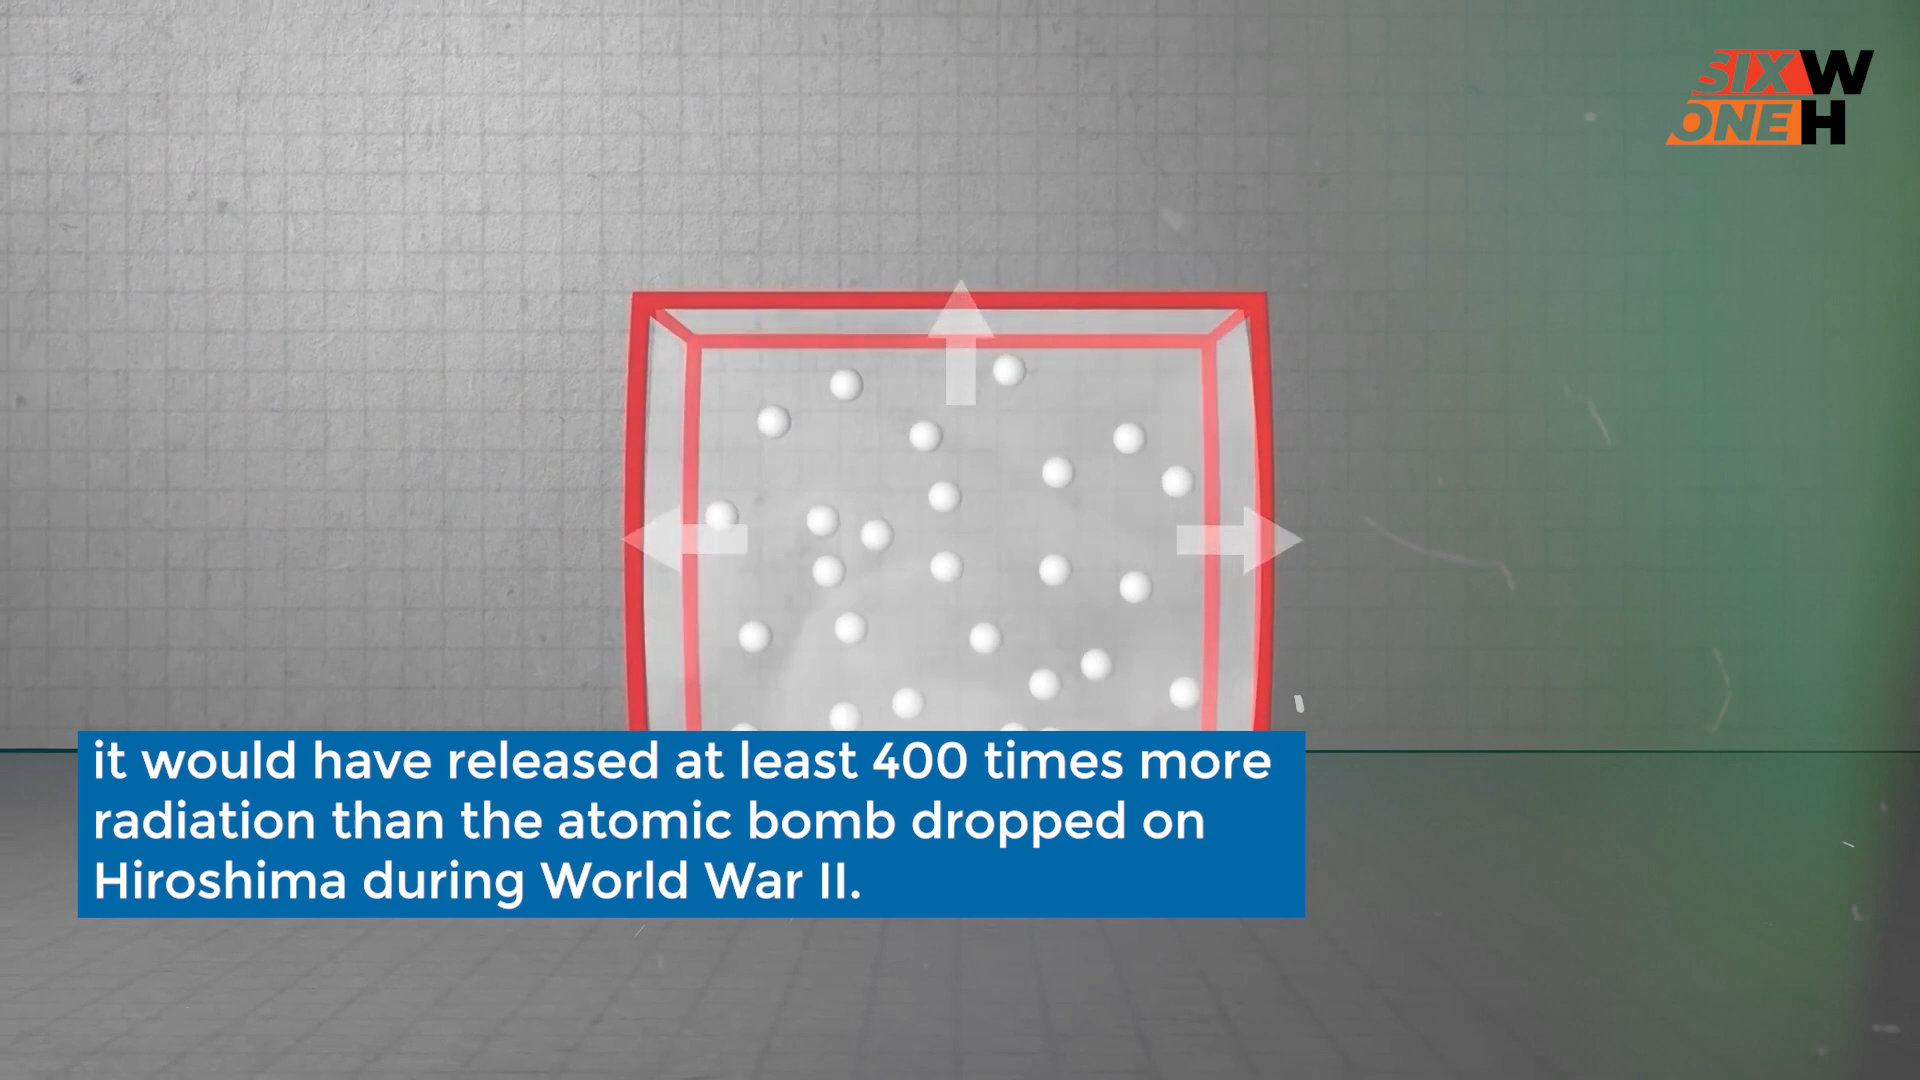 SIX W
ONE H
it would have released at least 400 times more
radiation than the atomic bomb dropped on
Hiroshima during World War II.